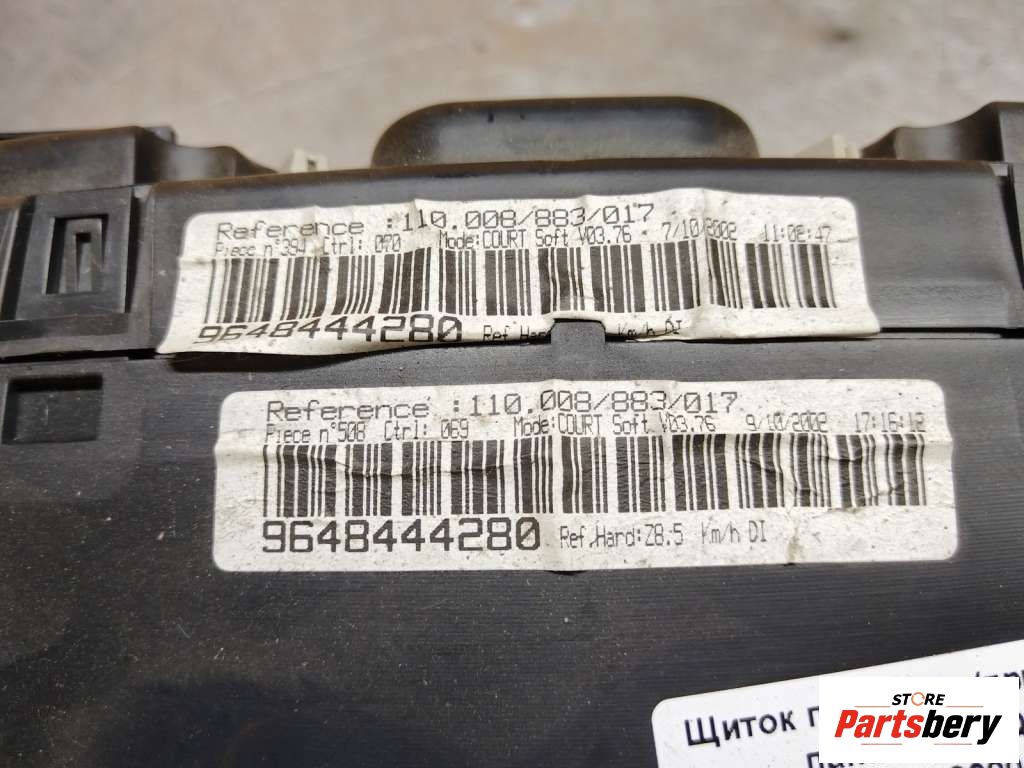 Reference :110.008/883/017
Piece n°394 Ctrl: 070 Mode:COURT Soft V03.76 - 7/10/2002 11:02:47
9648444280 Ref.Hard Km/h DI
Reference :110.008/883/017
Piece n°508 Ctrl: 069 Mode:COURT Soft V03.76 9/10/2002 17:16:12
9648444280 Ref.Hard:Z8.5 Km/h DI
Щиток
STORE
Partsbery